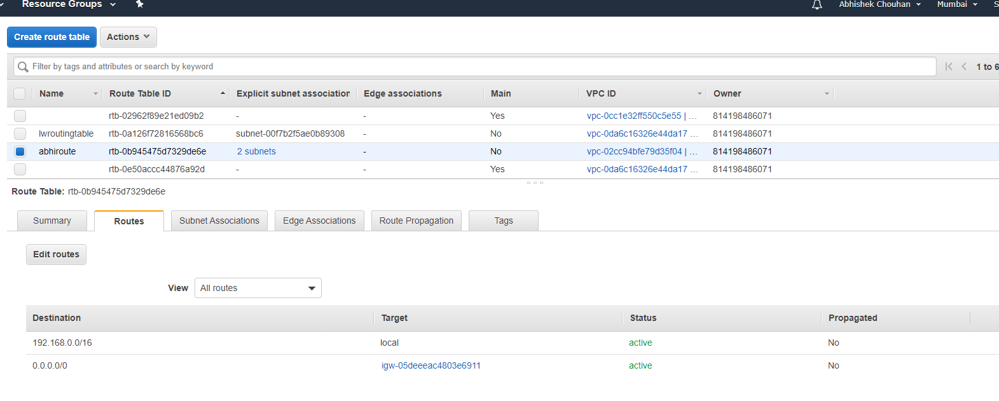 Resource Groups Abhishek Chouhan Mumbai S
Create route table Actions
Filter by tags and attributes or search by keyword 1 to 6
Name Route Table ID Explicit subnet association Edge associations Main VPC ID Owner
rtb-02962f89e21ed09b2 - - Yes vpc-0cc1e32ff550c5e55 | ... 814198486071
lwroutingtable rtb-0a126f72816568bc6 subnet-00f7b2f5ae0b89308 - No vpc-0da6c16326e44da17 ... 814198486071
abhiroute rtb-0b945475d7329de6e 2 subnets - No vpc-02cc94bfe79d35f04 | ... 814198486071
rtb-0e50accc44876a92d - - Yes vpc-0da6c16326e44da17 ... 814198486071
Route Table: rtb-0b945475d7329de6e
Summary Routes Subnet Associations Edge Associations Route Propagation Tags
Edit routes
View All routes
Destination Target Status Propagated
192.168.0.0/16 local active No
0.0.0.0/0 igw-05deeeac4803e6911 active No